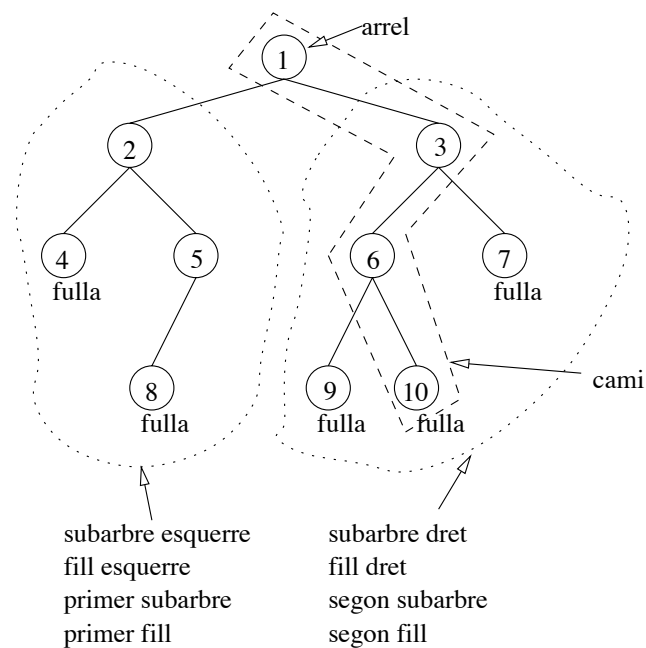 arrel
1
2
3
4
5
6
7
fulla
fulla
8
9
10
cami
fulla
fulla
fulla
subarbre esquerre
fill esquerre
primer subarbre
primer fill
subarbre dret
fill dret
segon subarbre
segon fill